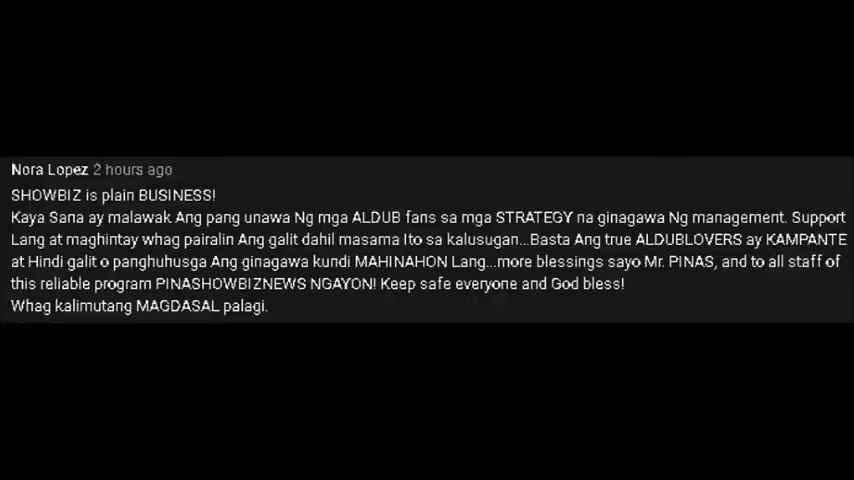 Nora Lopez 2 hours ago
SHOWBIZ is plain BUSINESS!
Kaya Sana ay malawak Ang pang unawa Ng mga ALDUB fans sa mga STRATEGY na ginagawa Ng management. Support
Lang at maghintay whag pairalin Ang galit dahil masama Ito sa kalusugan...Basta Ang true ALDUBLOVERS ay KAMPANTE
at Hindi galit o panghuhusga Ang ginagawa kundi MAHINAHON Lang...more blessings sayo Mr. PINAS, and to all staff of
this reliable program PINASHOWBIZNEWS NGAYON! Keep safe everyone and God bless!
Whag kalimutang MAGDASAL palagi.